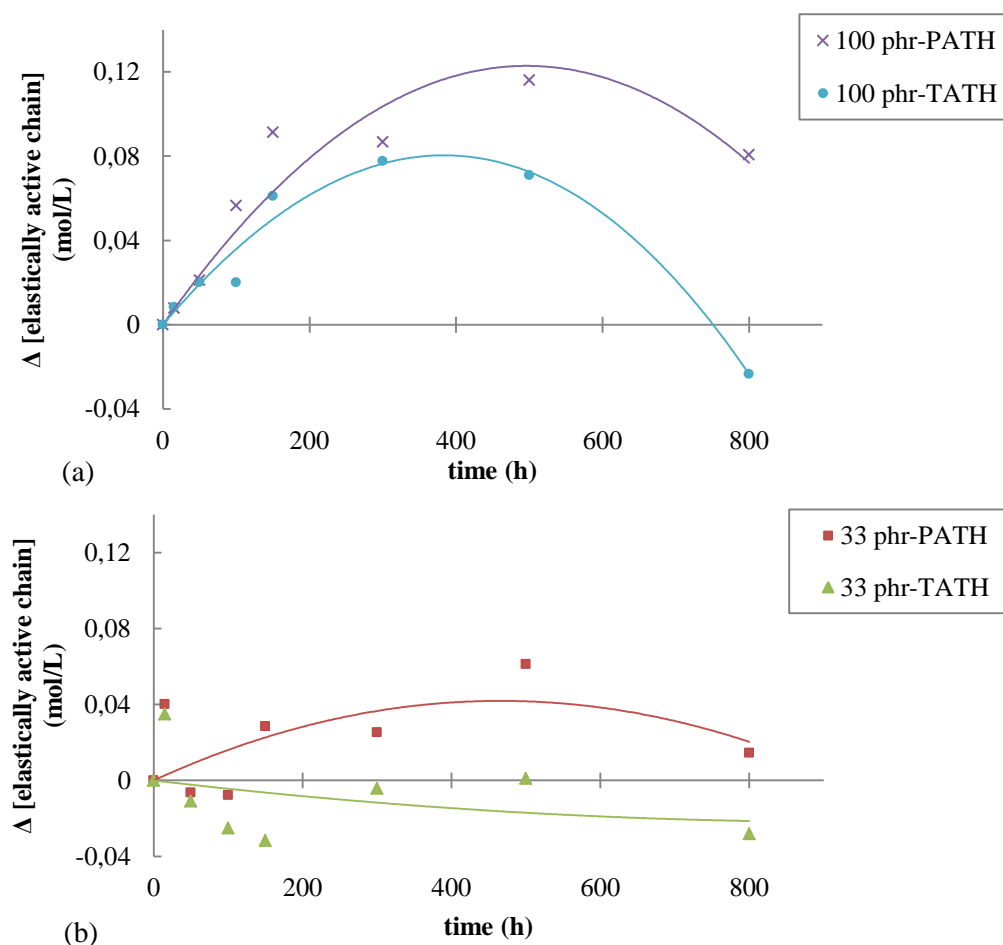 100 phr-PATH
100 phr-TATH
Δ [elastically active chain]
(mol/L)
0,12
0,08
0,04
0
-0,04
0 200 400 600 800
time (h)
(a)
33 phr-PATH
33 phr-TATH
Δ [elastically active chain]
(mol/L)
0,12
0,08
0,04
0
-0,04
0 200 400 600 800
time (h)
(b)